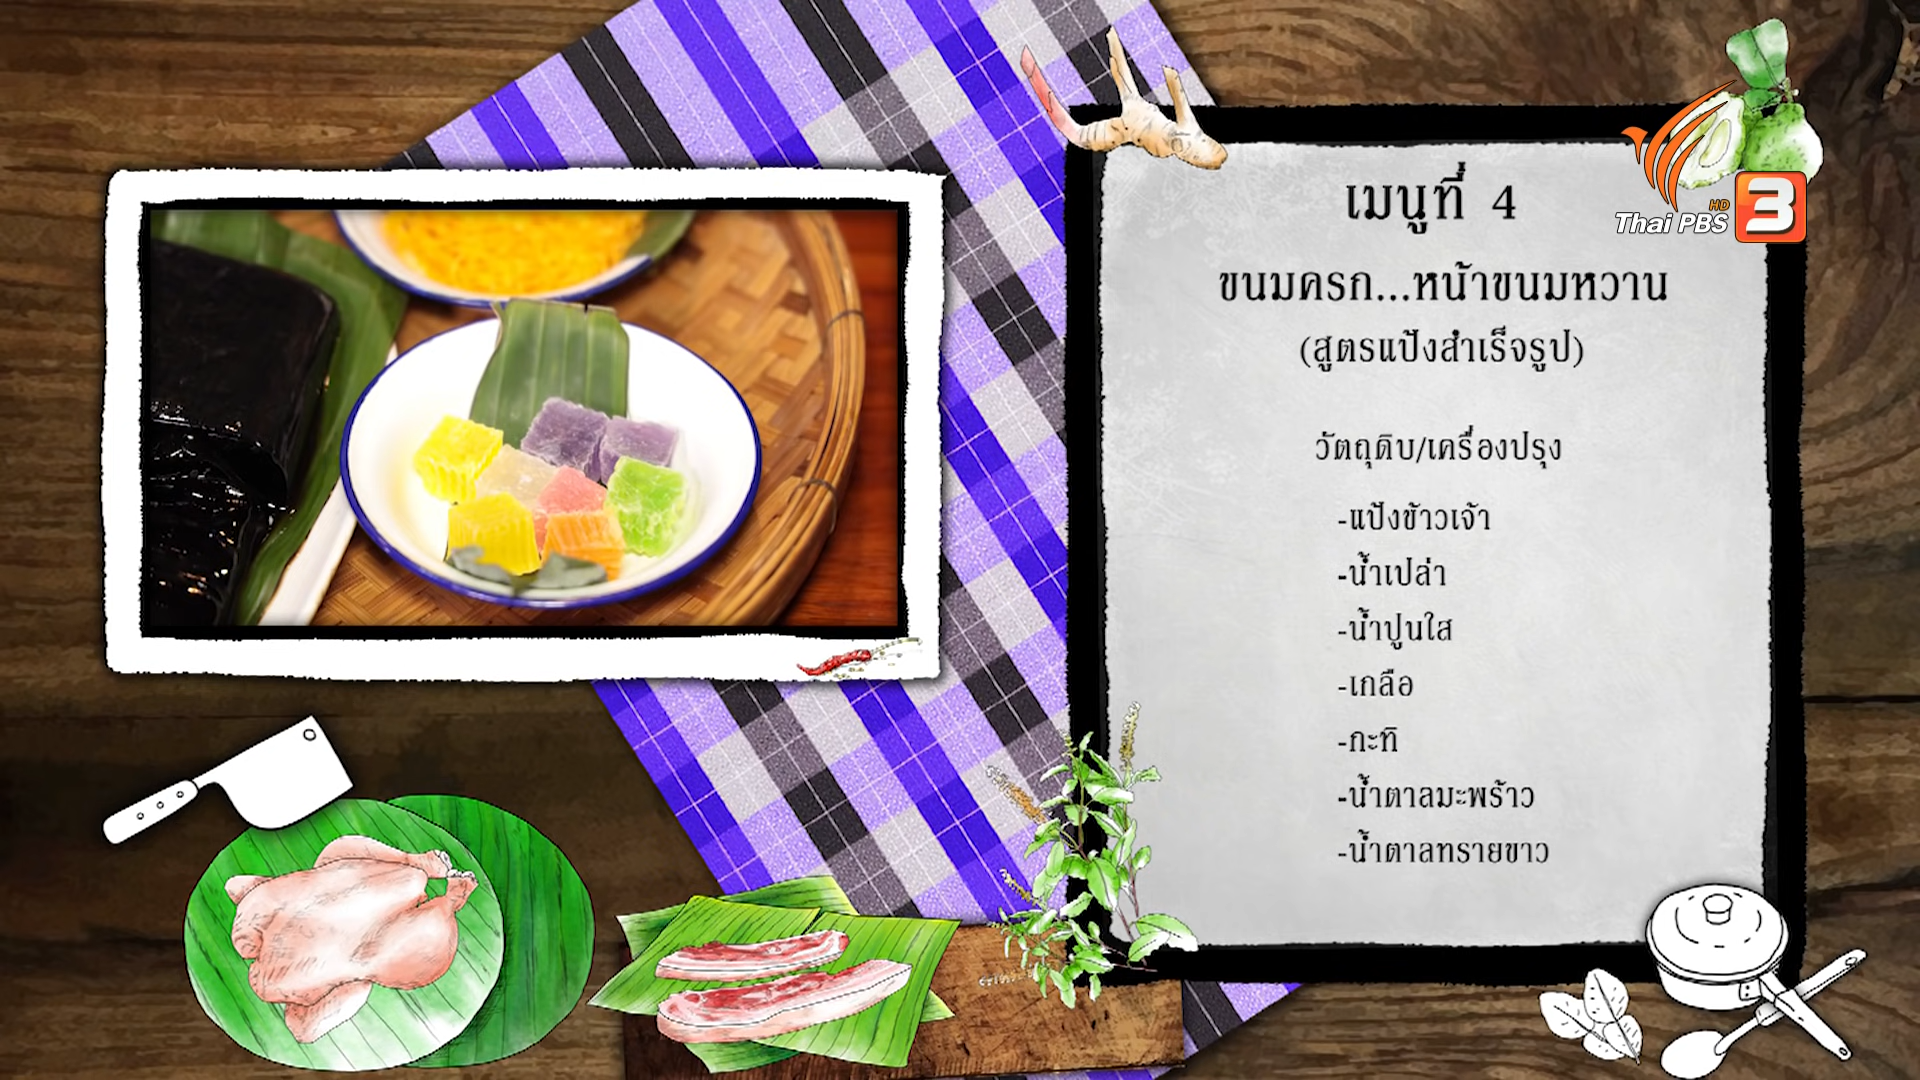 เมนูที่ 4
ขนมครก...หน้าขนมหวาน
(สูตรแป้งสำเร็จรูป)
วัตถุดิบ/เครื่องปรุง
-แป้งข้าวเจ้า
-น้ำเปล่า
-น้ำปูนใส
-เกลือ
-กะทิ
-น้ำตาลมะพร้าว
-น้ำตาลทรายขาว
HD
Thai PBS 3